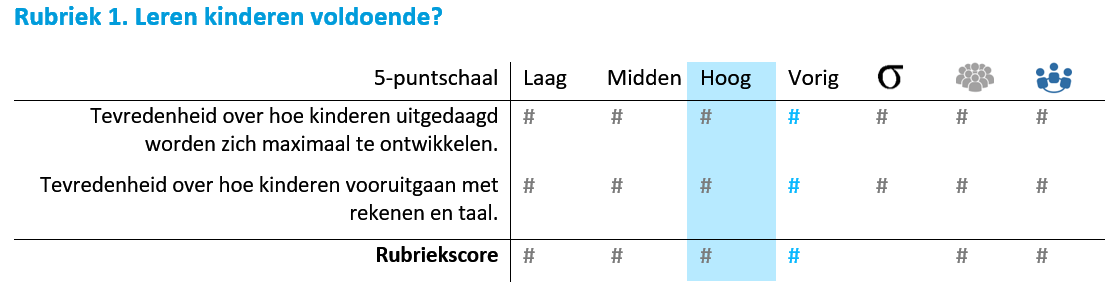 Rubriek 1. Leren kinderen voldoende?
5-puntschaal Laag Midden Hoog Vorig σ
Tevredenheid over hoe kinderen uitgedaagd
worden zich maximaal te ontwikkelen. # # # # # # #
Tevredenheid over hoe kinderen vooruitgaan met
rekenen en taal. # # # # # # #
Rubriekscore # # # # # #